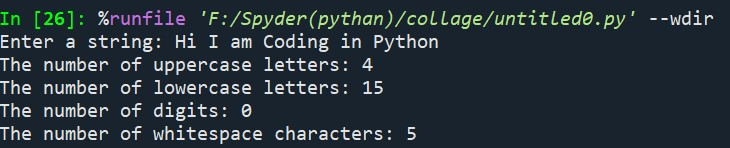 In [26]: %runfile 'F:/Spyder(pythan)/collage/untitled0.py' --wdir
Enter a string: Hi I am Coding in Python
The number of uppercase letters: 4
The number of lowercase letters: 15
The number of digits: 0
The number of whitespace characters: 5